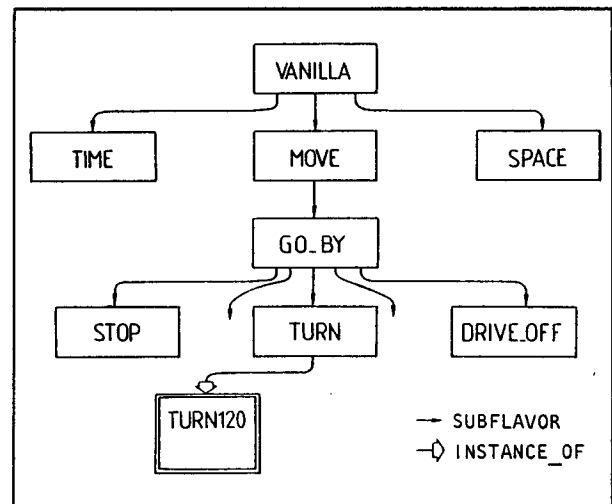 VANILLA
TIME
MOVE
SPACE
GO_BY
STOP
TURN
DRIVE_OFF
TURN120
SUBFLAVOR
INSTANCE_OF